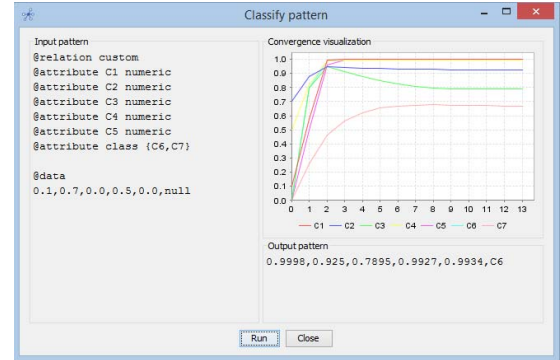 Classify pattern
Input pattern
@relation custom
@attribute C1 numeric
@attribute C2 numeric
@attribute C3 numeric
@attribute C4 numeric
@attribute C5 numeric
@attribute class {C6,C7}
@data
0.1,0.7,0.0,0.5,0.0,null
Convergence visualization
1.0
0.9
0.8
0.7
0.6
0.5
0.4
0.3
0.2
0.1
0.0
0 1 2 3 4 5 6 7 8 9 10 11 12 13
C1 C2 C3 C4 C5 C6 C7
Output pattern
0.9998,0.925,0.7895,0.9927,0.9934,C6
Run Close